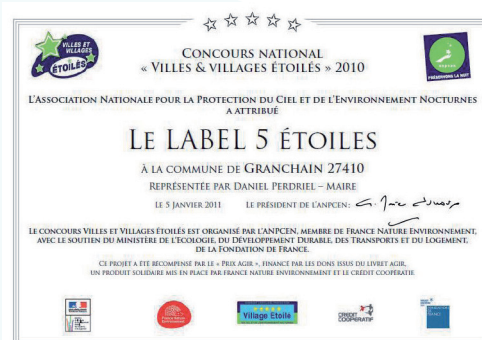 VILLES ET
VILLAGES
ÉTOILÉS
CONCOURS NATIONAL
« VILLES & VILLAGES ÉTOILÉS » 2010
PRÉSERVONS LA NUIT
L'ASSOCIATION NATIONALE POUR LA PROTECTION DU CIEL ET DE L'ENVIRONNEMENT NOCTURNES
A ATTRIBUÉ
LE LABEL 5 ÉTOILES
À LA COMMUNE DE GRANCHAIN 27410
REPRÉSENTÉE PAR DANIEL PERDRIEL – MAIRE
LE 5 JANVIER 2011 LE PRÉSIDENT DE L'ANPCEN:
LE CONCOURS VILLES ET VILLAGES ÉTOILÉS EST ORGANISÉ PAR L'ANPCEN, MEMBRE DE FRANCE NATURE ENVIRONNEMENT,
AVEC LE SOUTIEN DU MINISTÈRE DE L'ECOLOGIE, DU DÉVELOPPEMENT DURABLE, DES TRANSPORTS ET DU LOGEMENT,
DE LA FONDATION DE FRANCE.
CE PROJET A ÉTÉ RÉCOMPENSÉ PAR LE « PRIX AGIR », FINANCÉ PAR LES DONS ISSUS DU LIVRET AGIR,
UN PRODUIT SOLIDAIRE MIS EN PLACE PAR FRANCE NATURE ENVIRONNEMENT ET LE CRÉDIT COOPÉRATIF
Village Etoilé
CREDIT
COOPERATIF